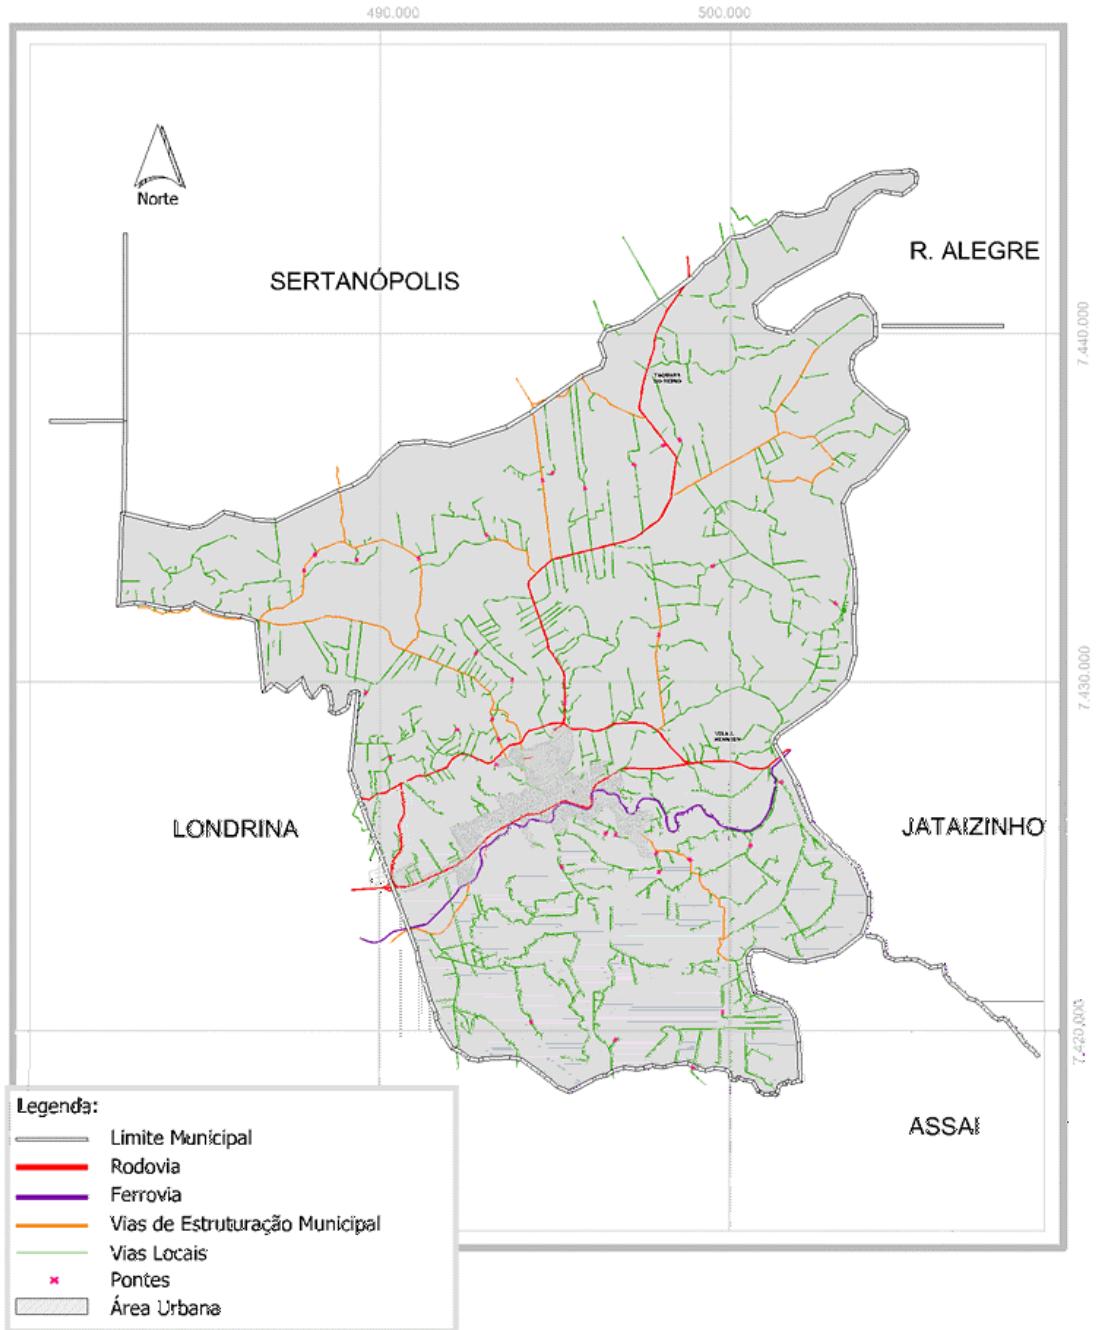 490.000
500.000
Norte
SERTANÓPOLIS
R. ALEGRE
7.440.000
7.430.000
LONDRINA
JATAIZINHO
7.420.000
ASSAI
Legenda:
Limite Municipal
Rodovia
Ferrovia
Vias de Estruturação Municipal
Vias Locais
Pontes
Área Urbana